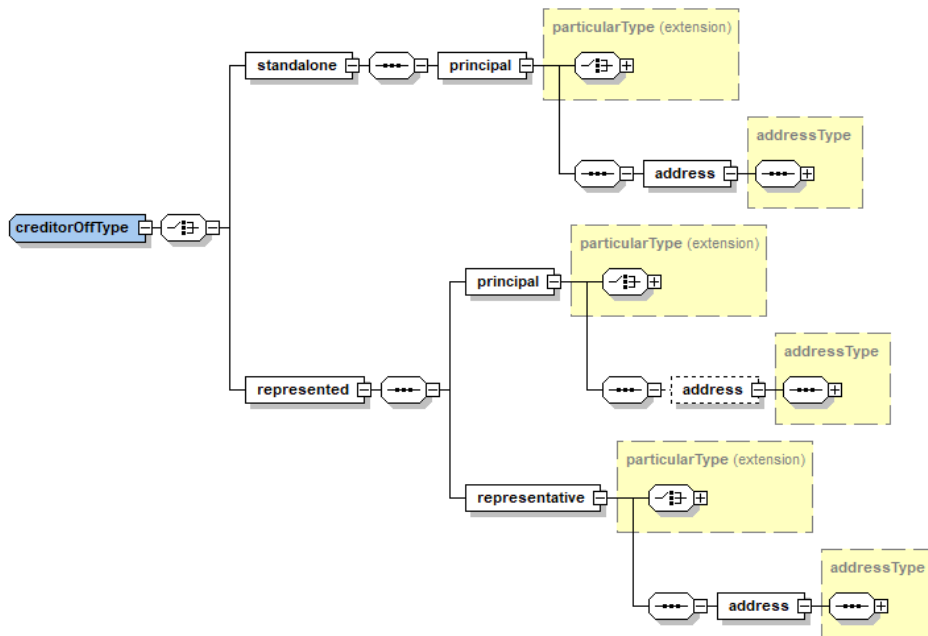 particularType (extension)
standalone
principal
addressType
address
creditorOffType
particularType (extension)
principal
addressType
represented
address
particularType (extension)
representative
addressType
address